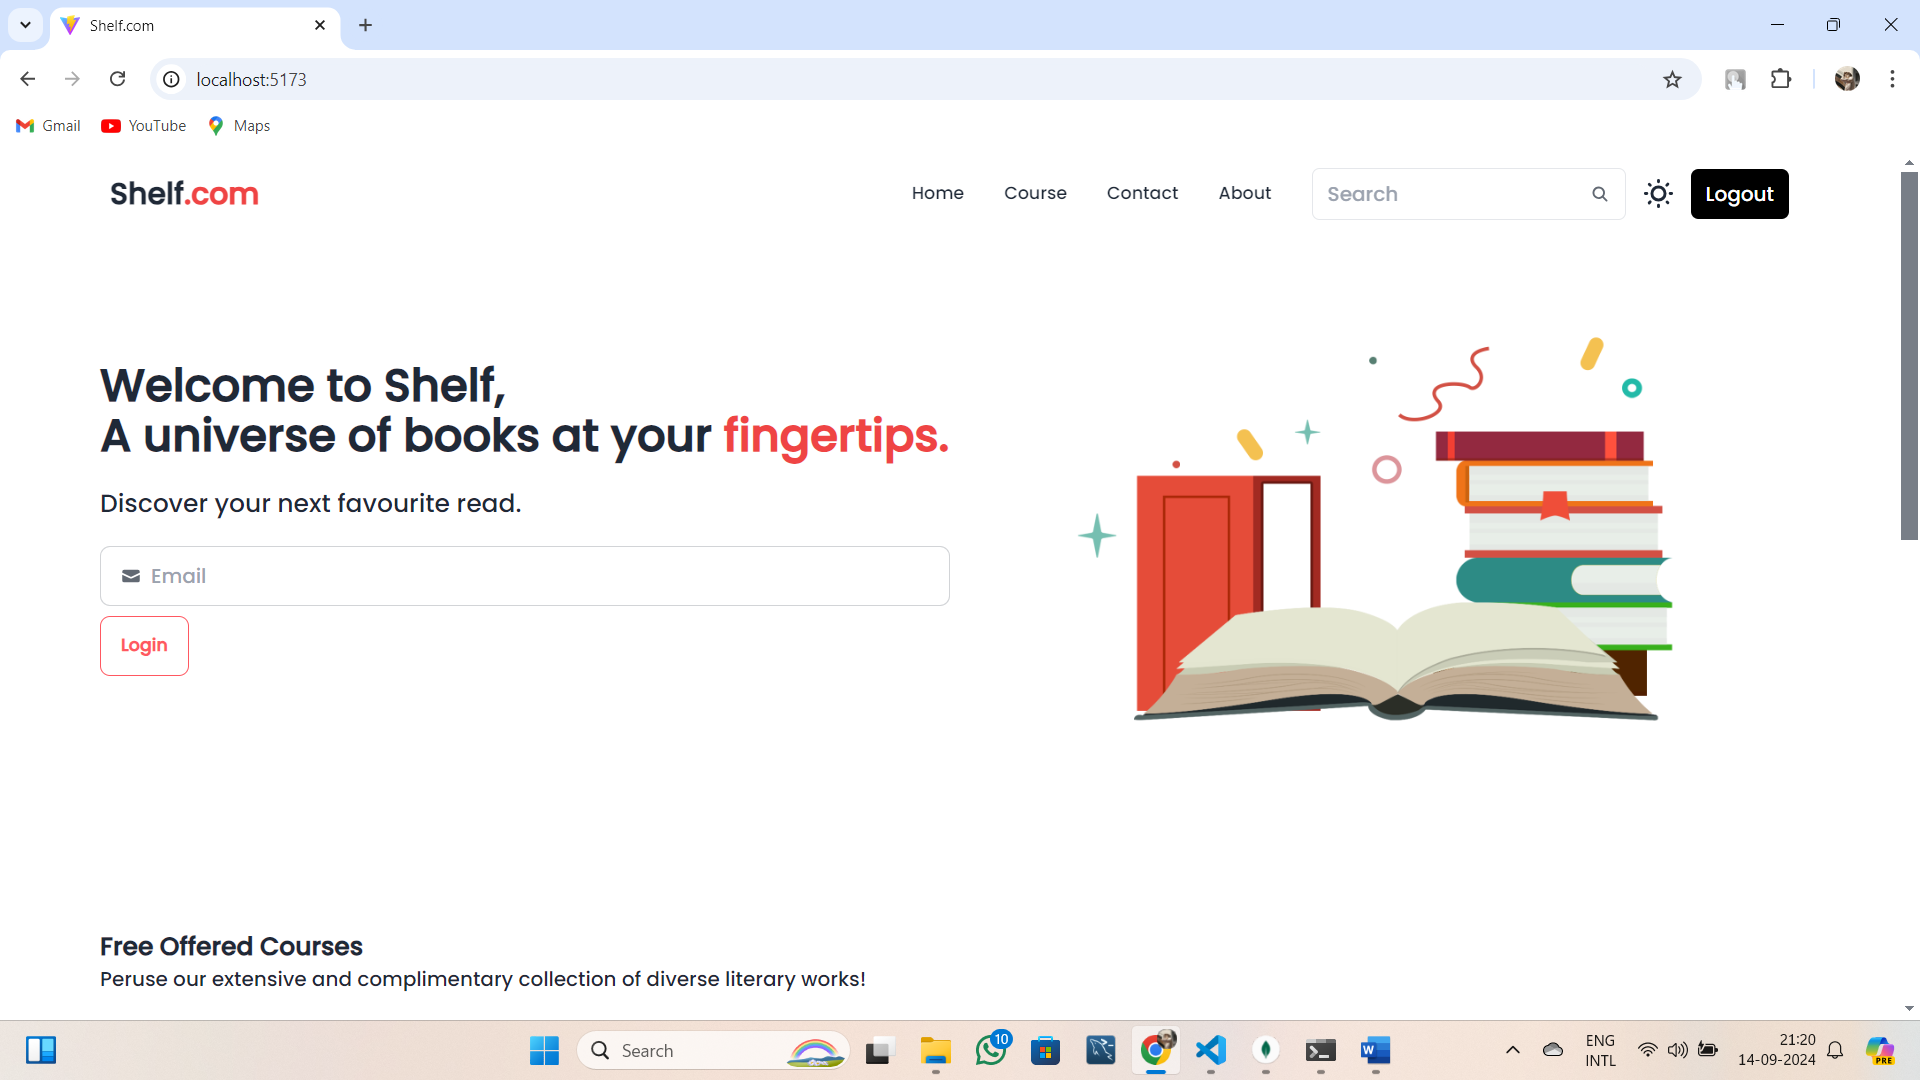 Shelf.com
localhost:5173
Gmail YouTube Maps
Shelf.com Home Course Contact About Search Logout
Welcome to Shelf,
A universe of books at your fingertips.
Discover your next favourite read.
Email
Login
Free Offered Courses
Peruse our extensive and complimentary collection of diverse literary works!
Search
10
W
ENG
INTL
21:20
14-09-2024
PRE